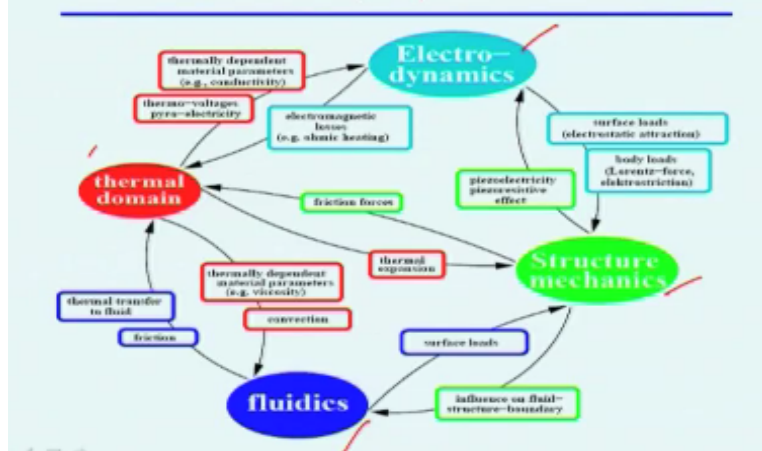 Electro-
dynamics
thermally dependent
material parameters
(e.g., conductivity)
thermo-voltages
pyro-electricity
electromagnetic
losses
(e.g. ohmic heating)
surface loads
(electrostatic attraction)
body loads
(Lorentz-force,
elektrostriction)
piezoelectricity
piezoresistive
effect
thermal
domain
friction forces
thermal
expansion
Structure
mechanics
thermally dependent
material parameters
(e.g. viscosity)
convection
thermal transfer
to fluid
friction
surface loads
fluidics
influence on fluid-
structure-boundary